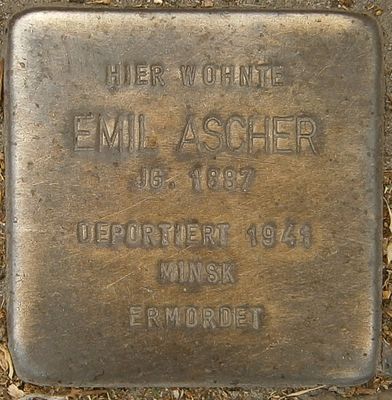 HIER WOHNTE
EMIL ASCHER
JG. 1887
DEPORTIERT 1941
MINSK
ERMORDET